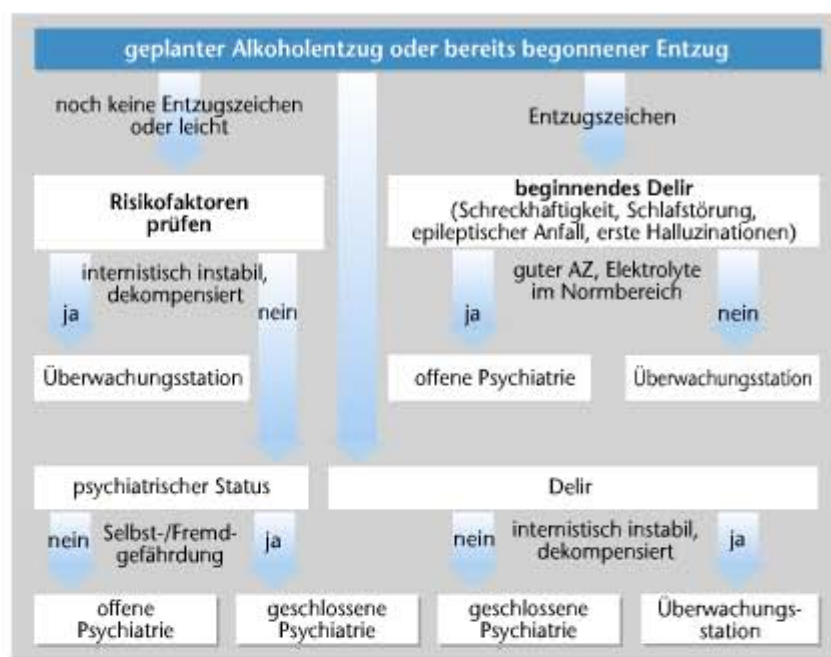 geplanter Alkoholentzug oder bereits begonnener Entzug
noch keine Entzugszeichen
oder leicht
Entzugszeichen
Risikofaktoren
prüfen
beginnendes Delir
(Schreckhaftigkeit, Schlafstörung,
epileptischer Anfall, erste Halluzinationen)
internistisch instabil,
dekompensiert
ja
nein
guter AZ, Elektrolyte
im Normbereich
ja
nein
Überwachungsstation
offene Psychiatrie
Überwachungsstation
psychiatrischer Status
Delir
nein
Selbst-/Fremd-
gefährdung
ja
nein
internistisch instabil,
dekompensiert
ja
offene
Psychiatrie
geschlossene
Psychiatrie
geschlossene
Psychiatrie
Überwachungs-
station